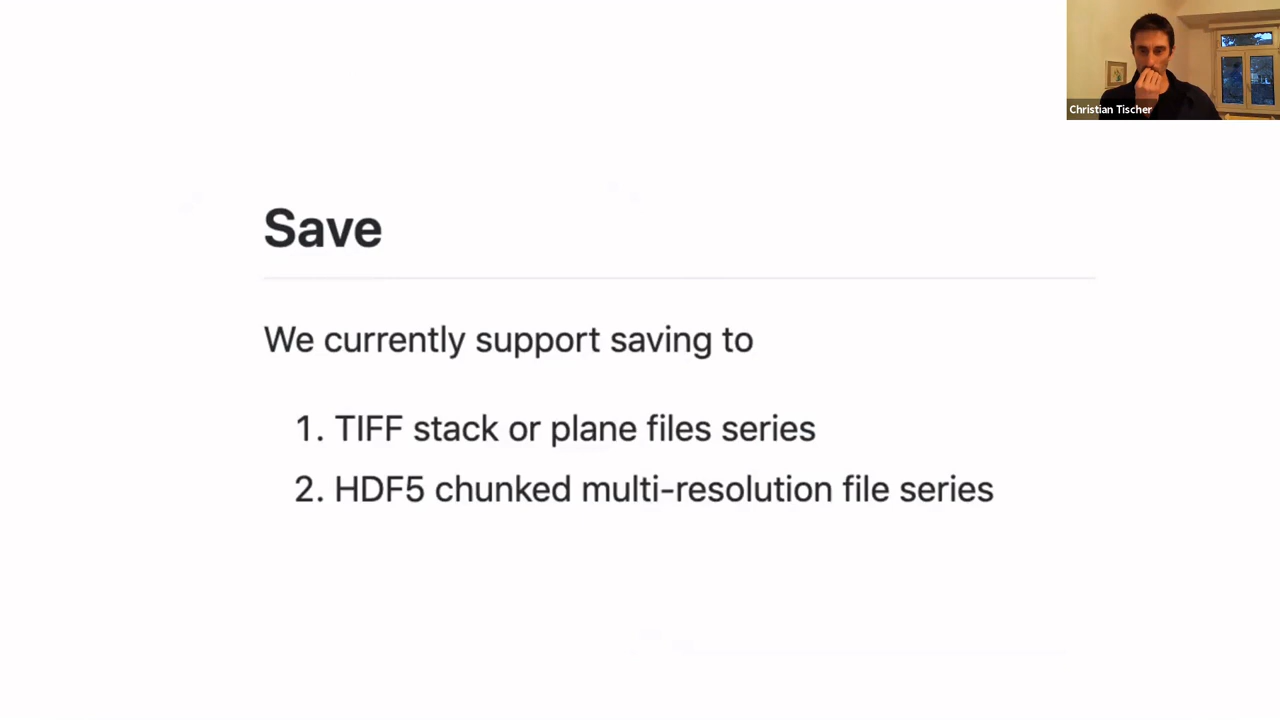 Christian Tischer
Save
We currently support saving to
1. TIFF stack or plane files series
2. HDF5 chunked multi-resolution file series